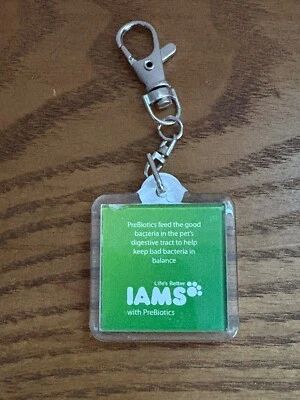 PreBiotics feed the good
bacteria in the pet's
digestive tract to help
keep bad bacteria in
balance
Life's Better
IAMS
with PreBiotics